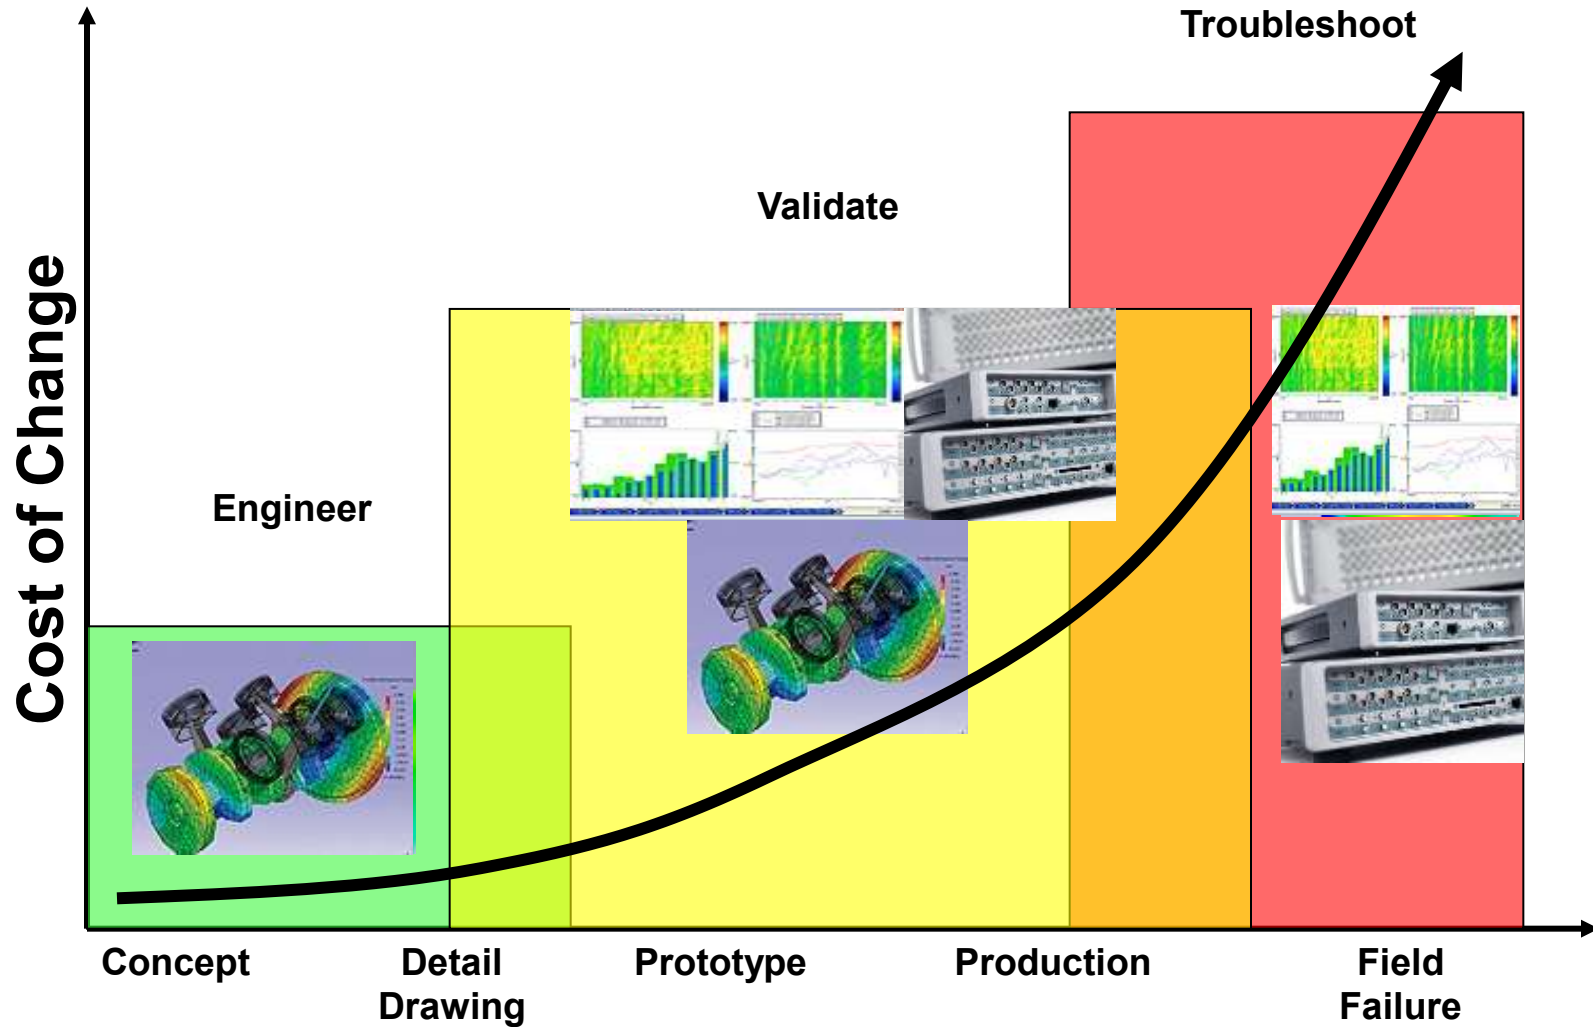 Troubleshoot
Validate
Engineer
Cost of Change
Concept
Detail
Drawing
Prototype
Production
Field
Failure